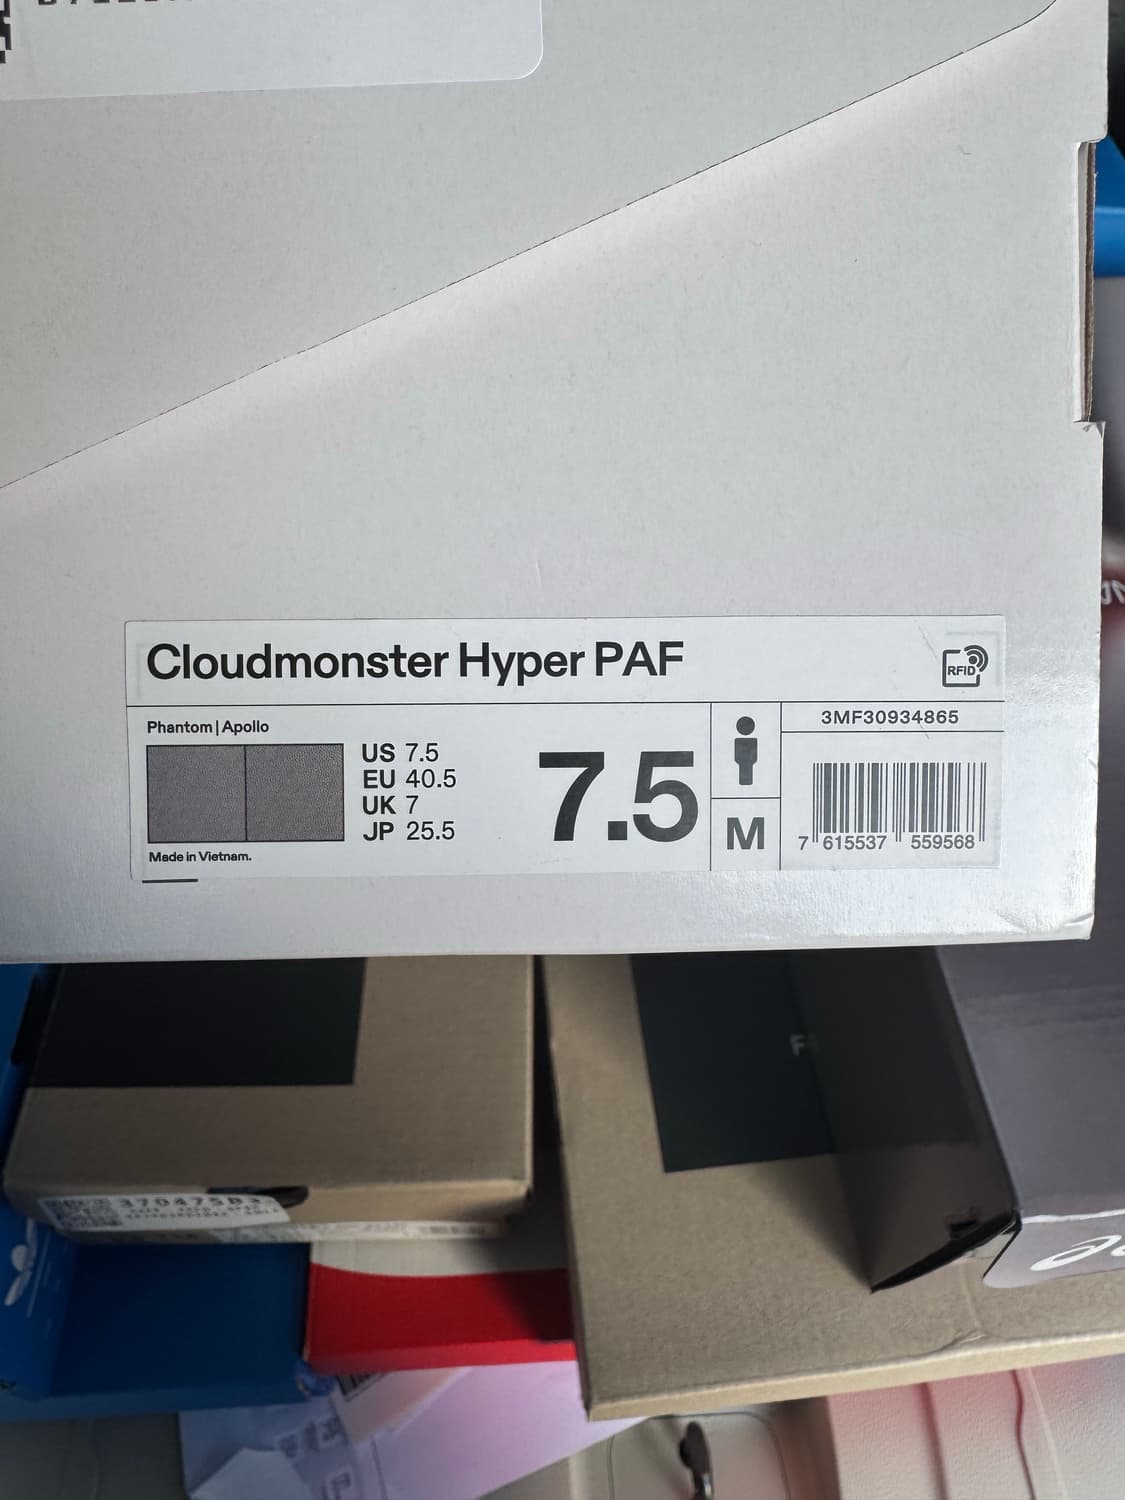 Cloudmonster Hyper PAF
RFID
Phantom | Apollo
3MF30934865
US 7.5
EU 40.5
UK 7
JP 25.5
7.5
M
7 615537 559568
Made in Vietnam.